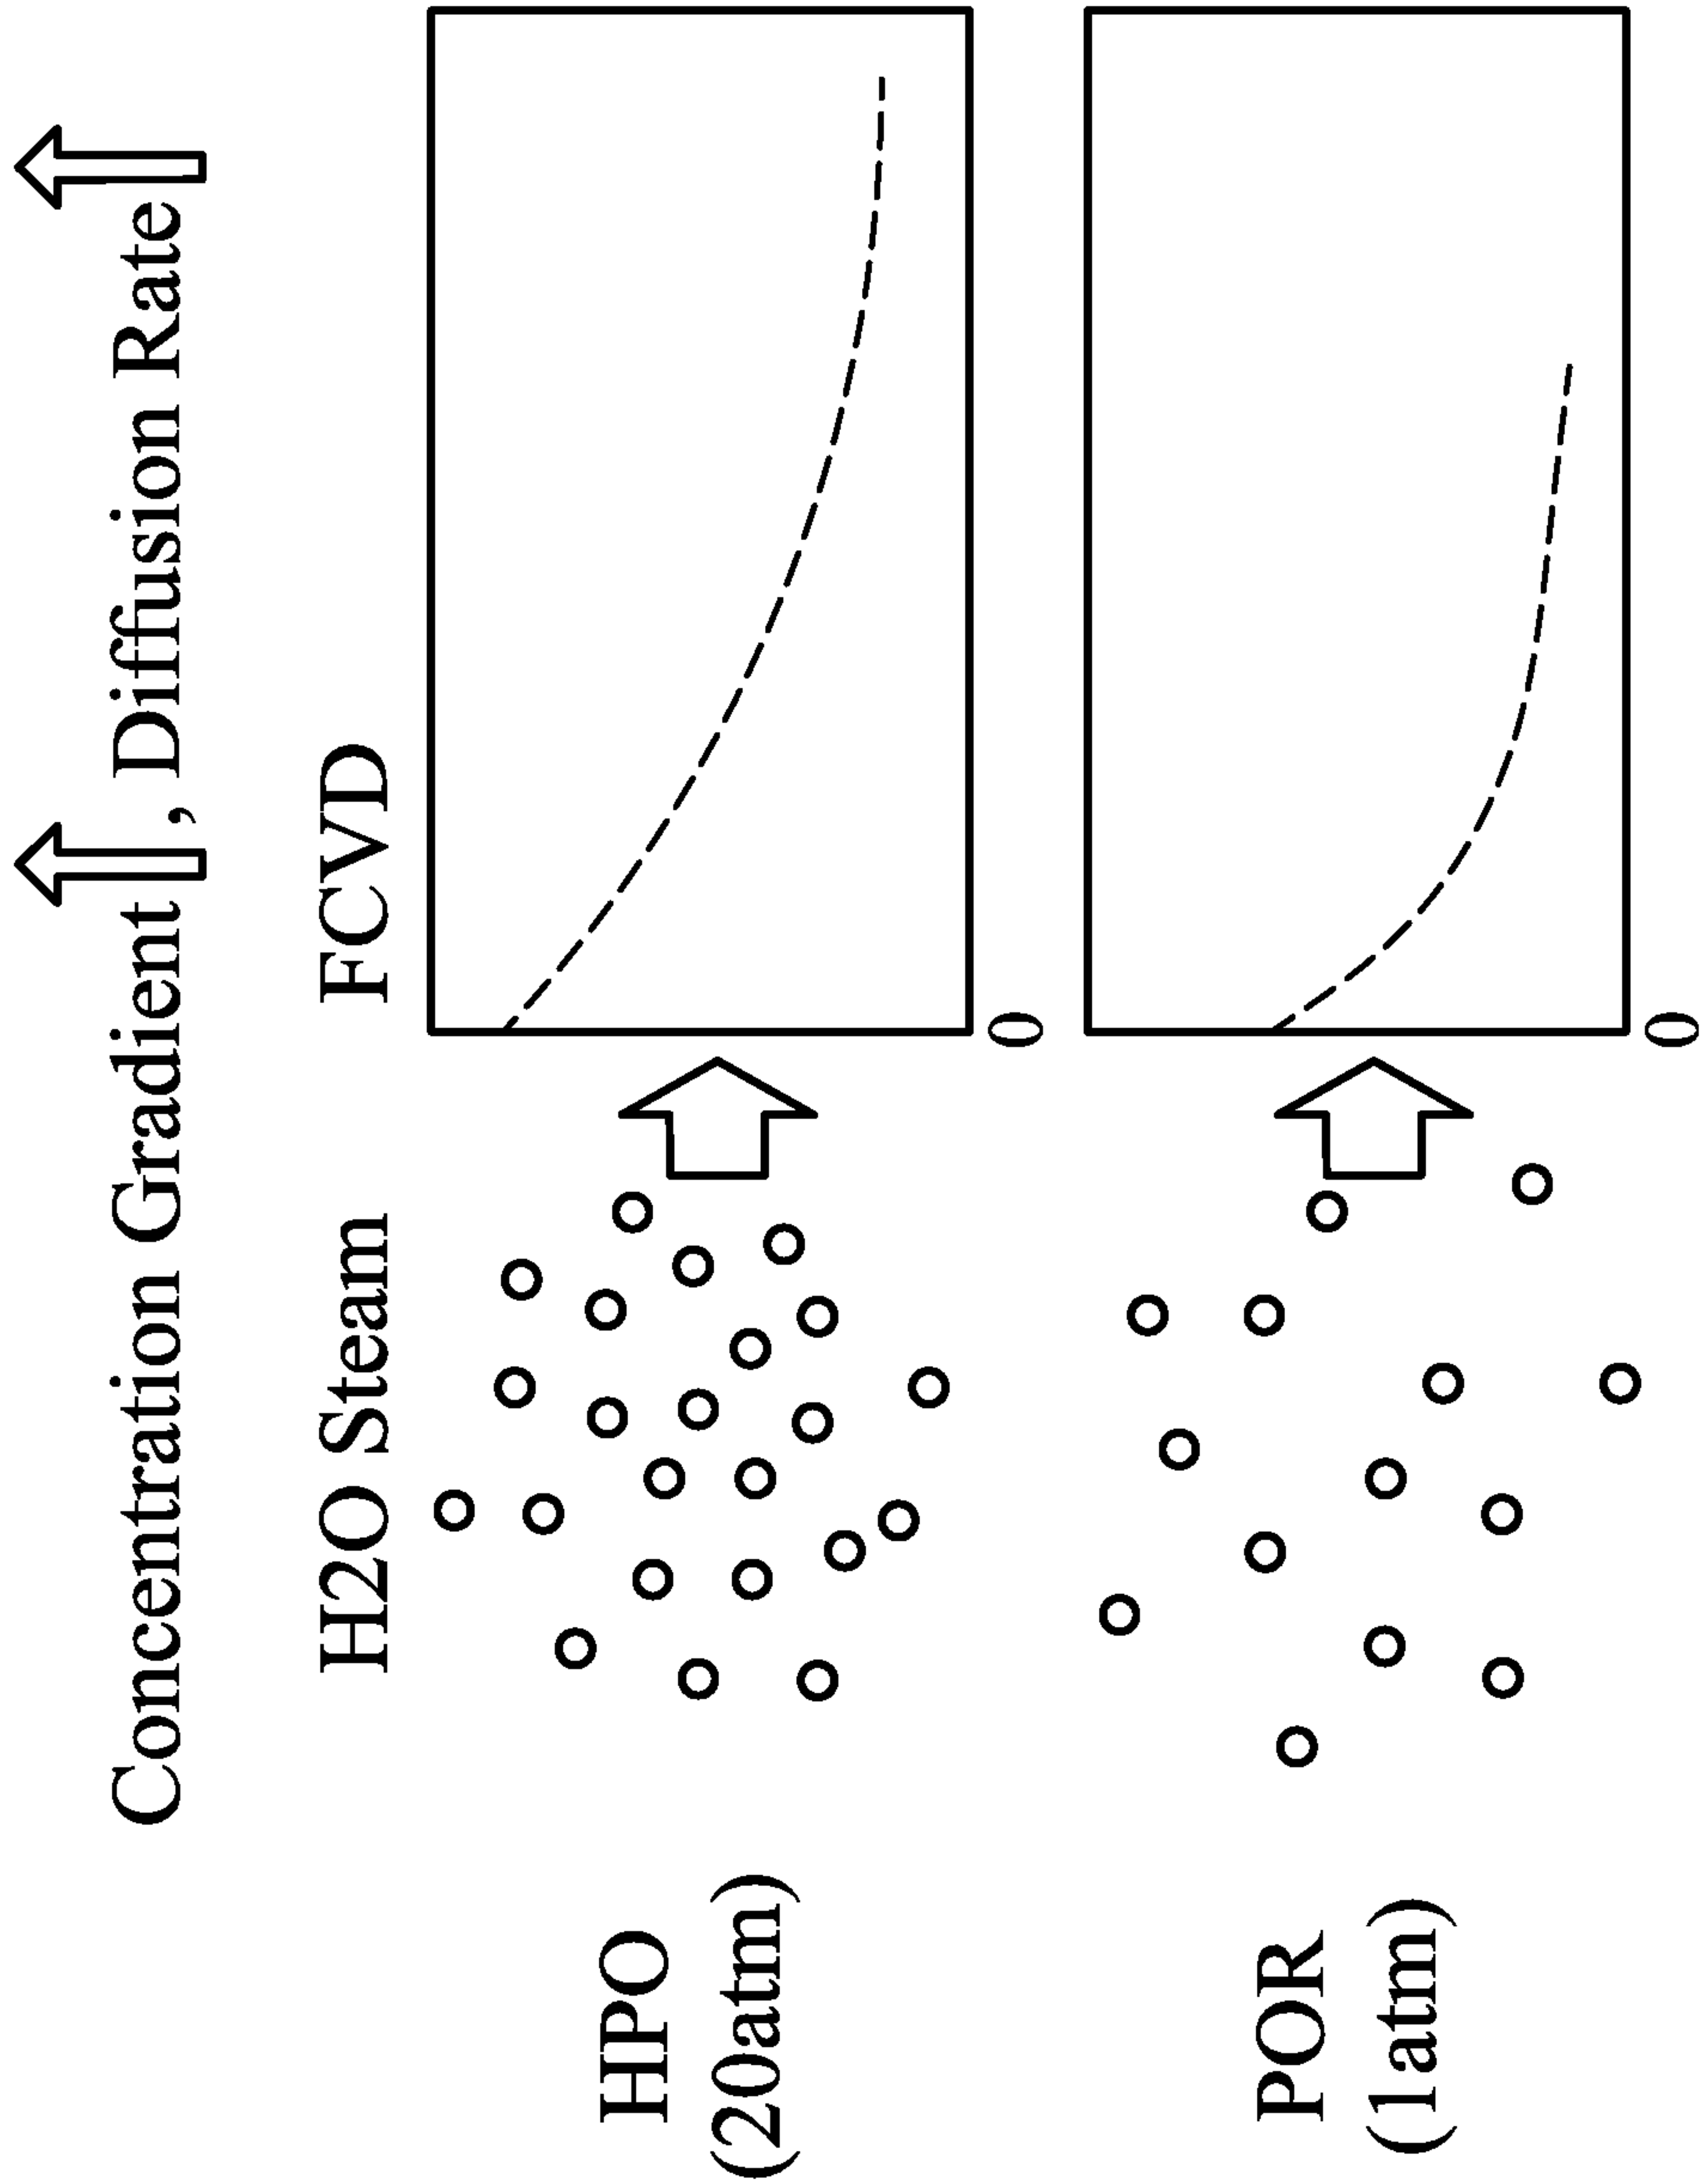 Concentration Gradient , Diffusion Rate
H2O Steam
FCVD
HPO
(20atm)
0
POR
(1atm)
0